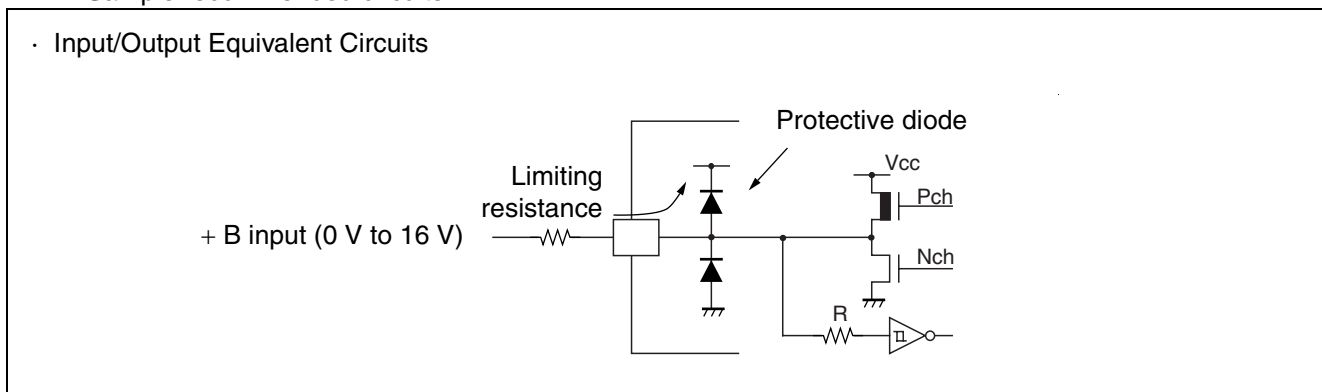 · Input/Output Equivalent Circuits
Protective diode
Limiting
resistance
Vcc
Pch
+ B input (0 V to 16 V)
Nch
R